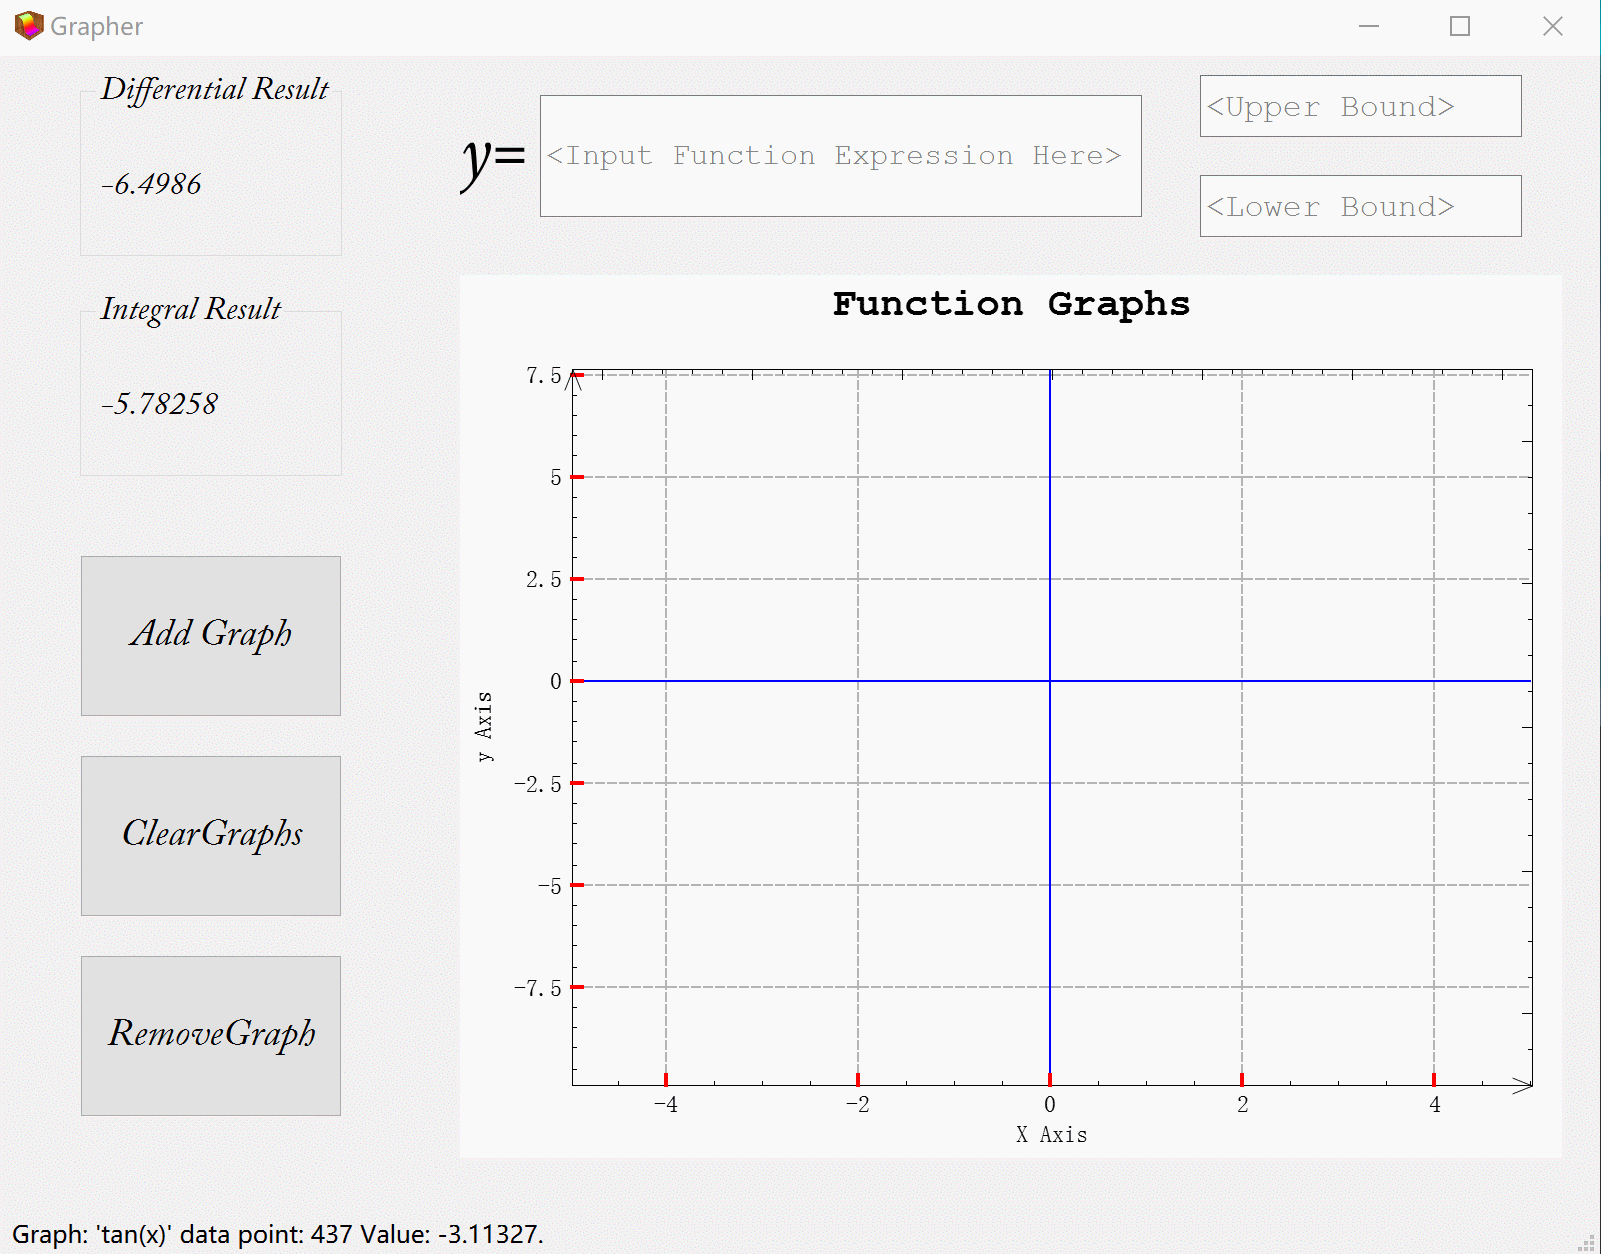 Grapher
Differential Result
-6.4986
y=
<Input Function Expression Here>
<Upper Bound>
<Lower Bound>
Integral Result
-5.78258
Add Graph
ClearGraphs
RemoveGraph
Function Graphs
7.5
5
2.5
0
-2.5
-5
-7.5
y Axis
-4 -2 0 2 4
X Axis
Graph: 'tan(x)' data point: 437 Value: -3.11327.